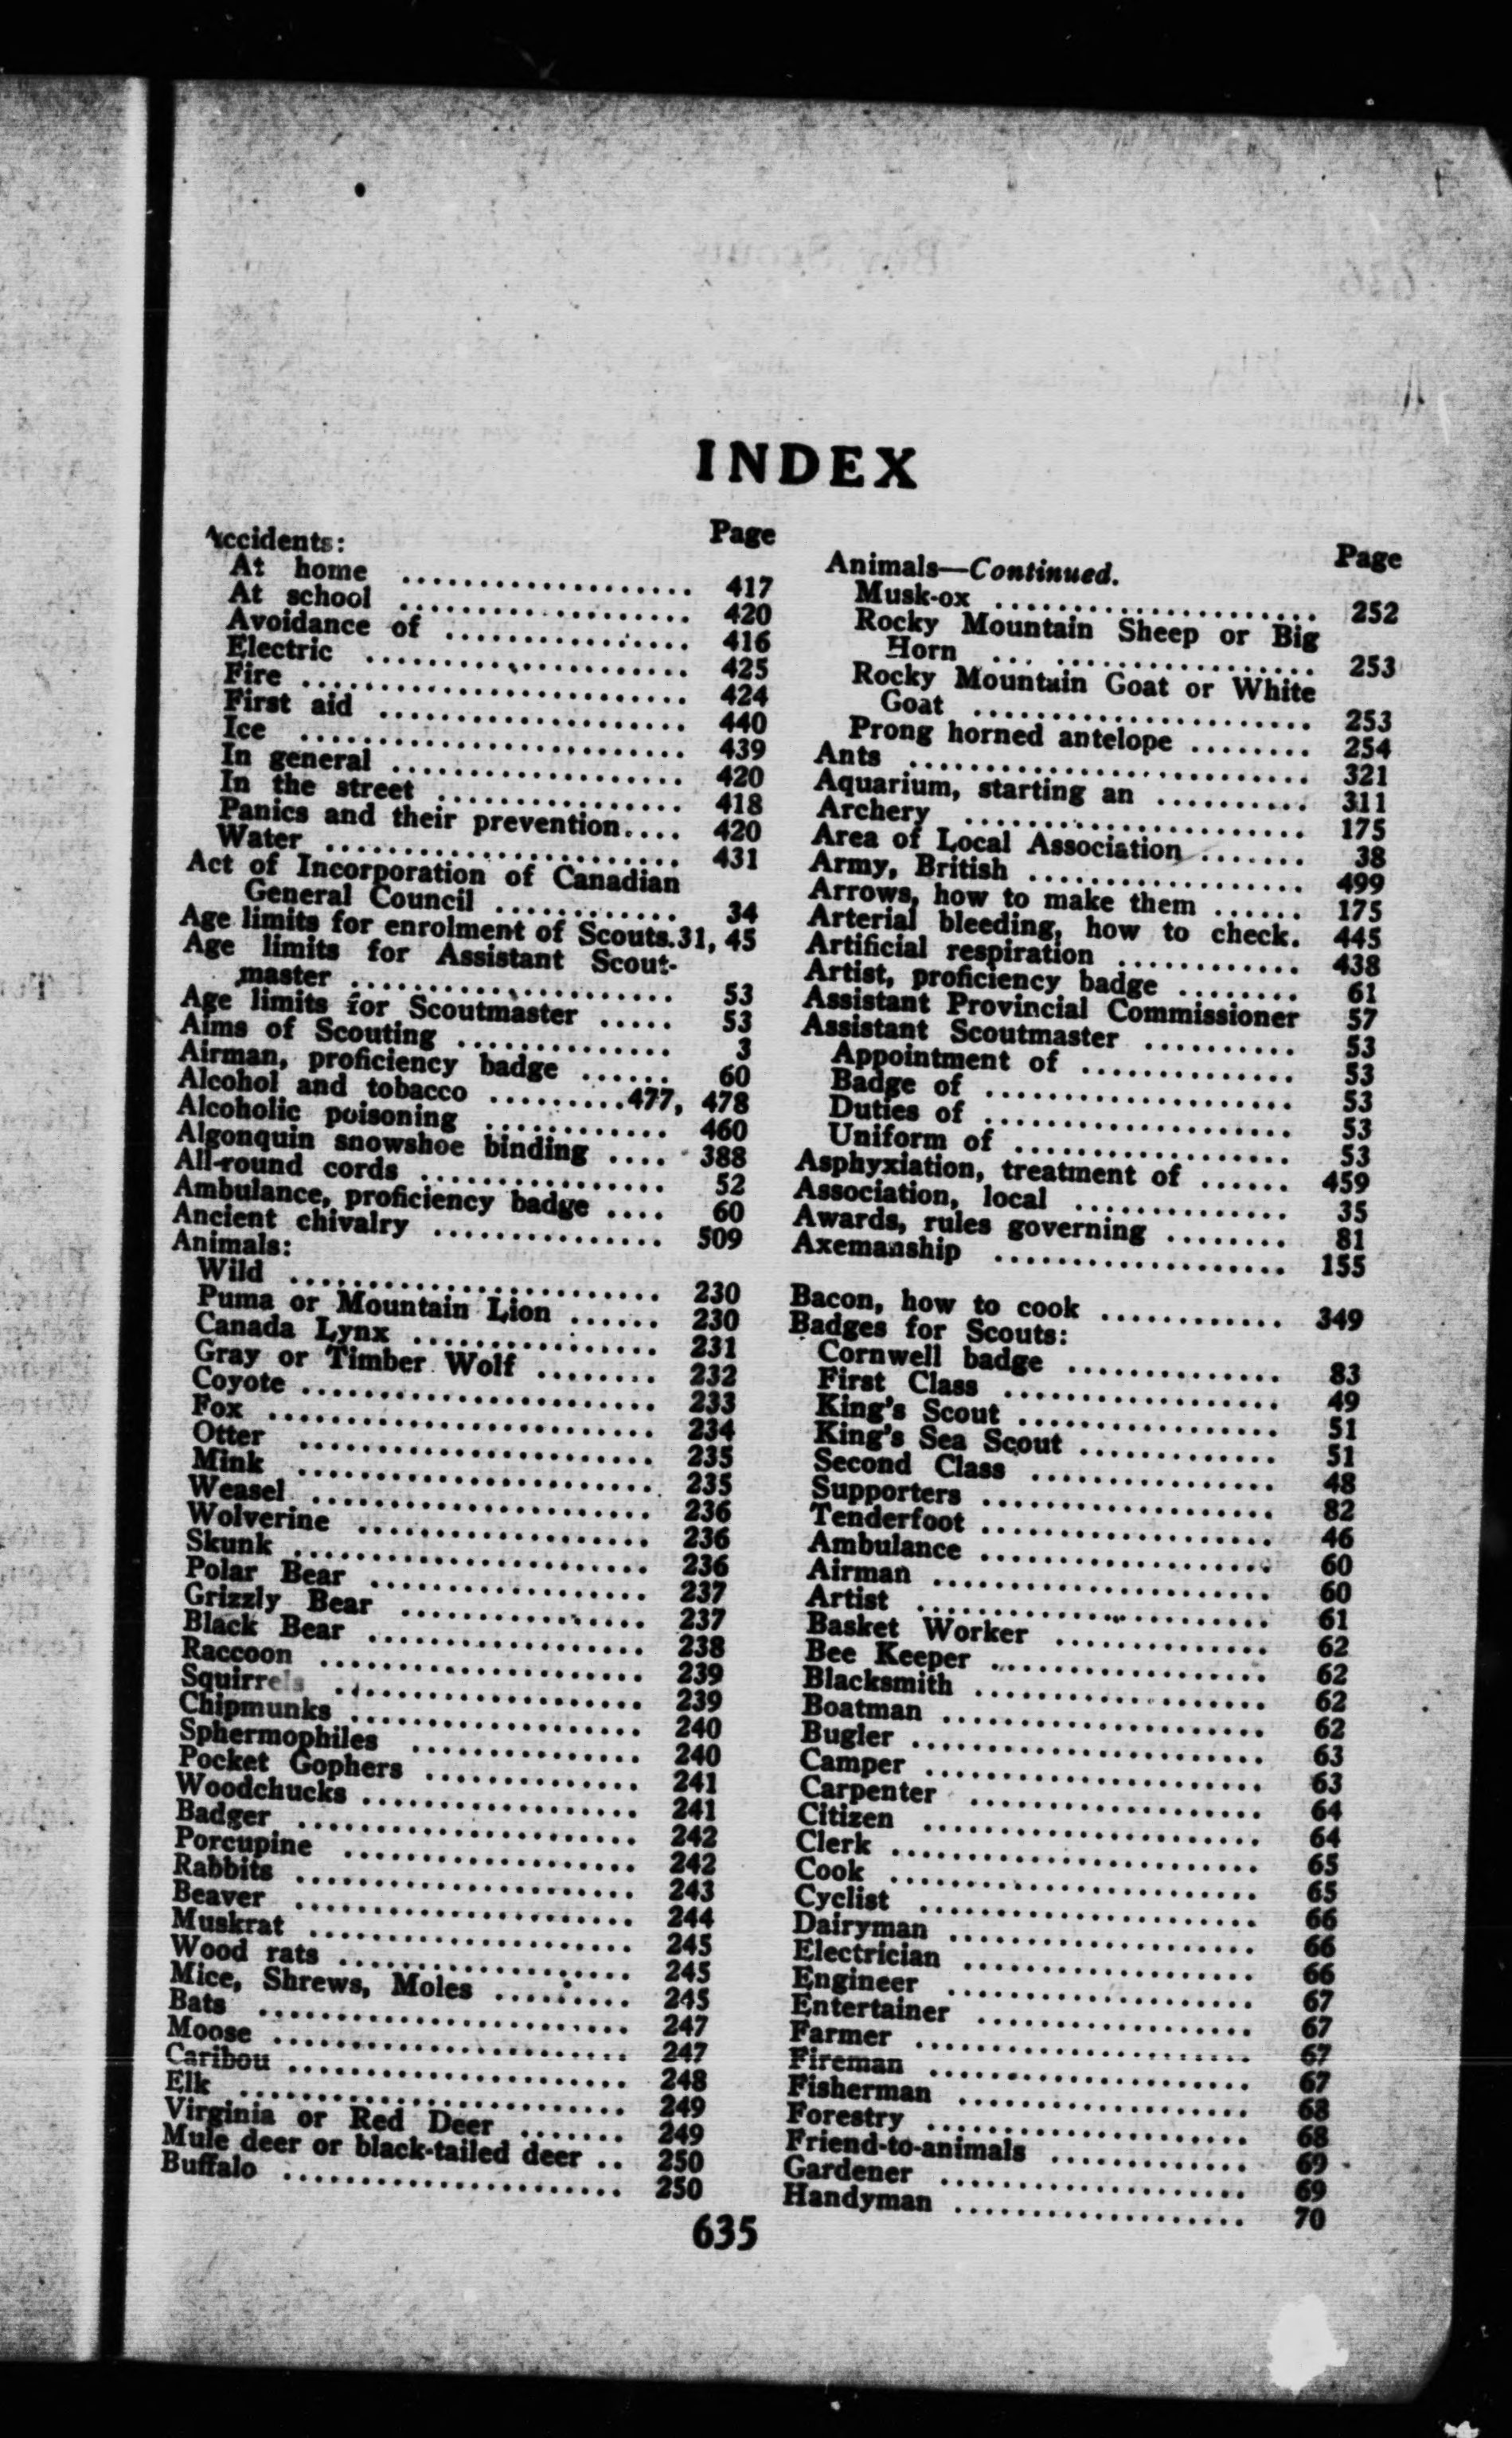 INDEX
Page
Accidents:
At home .................... 417
At school .................... 420
Avoidance of ................ 416
Electric ..................... 425
Fire ......................... 424
First aid .................... 440
Ice ......................... 439
In general ................... 420
In the street ................ 418
Panics and their prevention.... 420
Water ....................... 431
Act of Incorporation of Canadian
General Council ............ 34
Age limits for enrolment of Scouts.31, 45
Age limits for Assistant Scout-
master ..................... 53
Age limits for Scoutmaster ..... 53
Aims of Scouting .............. 3
Airman, proficiency badge ...... 60
Alcohol and tobacco .........477, 478
Alcoholic poisoning ............ 460
Algonquin snowshoe binding .... 388
All-round cords ................ 52
Ambulance, proficiency badge .... 60
Ancient chivalry ............... 509
Animals:
Wild ........................ 230
Puma or Mountain Lion ...... 230
Canada Lynx ................ 231
Gray or Timber Wolf ........ 232
Coyote ....................... 233
Fox ......................... 234
Otter ....................... 235
Mink ....................... 235
Weasel ...................... 236
Wolverine ................... 236
Skunk ....................... 236
Polar Bear .................. 237
Grizzly Bear ................ 237
Black Bear .................. 238
Raccoon ..................... 239
Squirrels .................... 239
Chipmunks ................... 240
Sphermophiles ............... 240
Pocket Gophers .............. 241
Woodchucks .................. 241
Badger ...................... 242
Porcupine ................... 242
Rabbits ...................... 243
Beaver ...................... 244
Muskrat ..................... 245
Wood rats ................... 245
Mice, Shrews, Moles ......... 245
Bats ........................ 247
Moose ....................... 247
Caribou ...................... 248
Elk ......................... 249
Virginia or Red Deer ....... 249
Mule deer or black-tailed deer .. 250
Buffalo ...................... 250
Page
Animals—Continued.
Musk-ox ..................... 252
Rocky Mountain Sheep or Big
Horn ... ................. 253
Rocky Mountain Goat or White
Goat ...................... 253
Prong horned antelope ........ 254
Ants .......................... 321
Aquarium, starting an .......... 311
Archery ...................... 175
Area of Local Association ....... 38
Army, British .................. 499
Arrows, how to make them ...... 175
Arterial bleeding, how to check. 445
Artificial respiration ............ 438
Artist, proficiency badge ........ 61
Assistant Provincial Commissioner 57
Assistant Scoutmaster .......... 53
Appointment of .............. 53
Badge of .................... 53
Duties of .................... 53
Uniform of .................. 53
Asphyxiation, treatment of ...... 459
Association, local .............. 35
Awards, rules governing ........ 81
Axemanship ................... 155
Bacon, how to cook ............ 349
Badges for Scouts:
Cornwell badge .............. 83
First Class .................. 49
King's Scout ................. 51
King's Sea Scout ............. 51
Second Class ................ 48
Supporters ................... 82
Tenderfoot ................... 46
Ambulance ................... 60
Airman ...................... 60
Artist ....................... 61
Basket Worker .............. 62
Bee Keeper .................. 62
Blacksmith ................... 62
Boatman ..................... 62
Bugler ....................... 63
Camper ...................... 63
Carpenter ................... 64
Citizen ...................... 64
Clerk ........................ 65
Cook ........................ 65
Cyclist ...................... 66
Dairyman .................... 66
Electrician ................... 66
Engineer .................... 67
Entertainer .................. 67
Farmer ...................... 67
Fireman ..................... 67
Fisherman ................... 68
Forestry ..................... 68
Friend-to-animals ............. 69
Gardener .................... 69
Handyman ................... 70
635